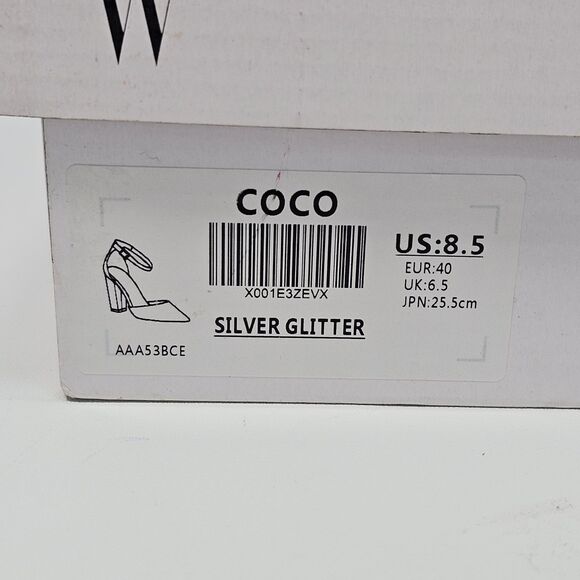 W
COCO
X001E3ZEVX
SILVER GLITTER
AAA53BCE
US:8.5
EUR:40
UK:6.5
JPN:25.5cm